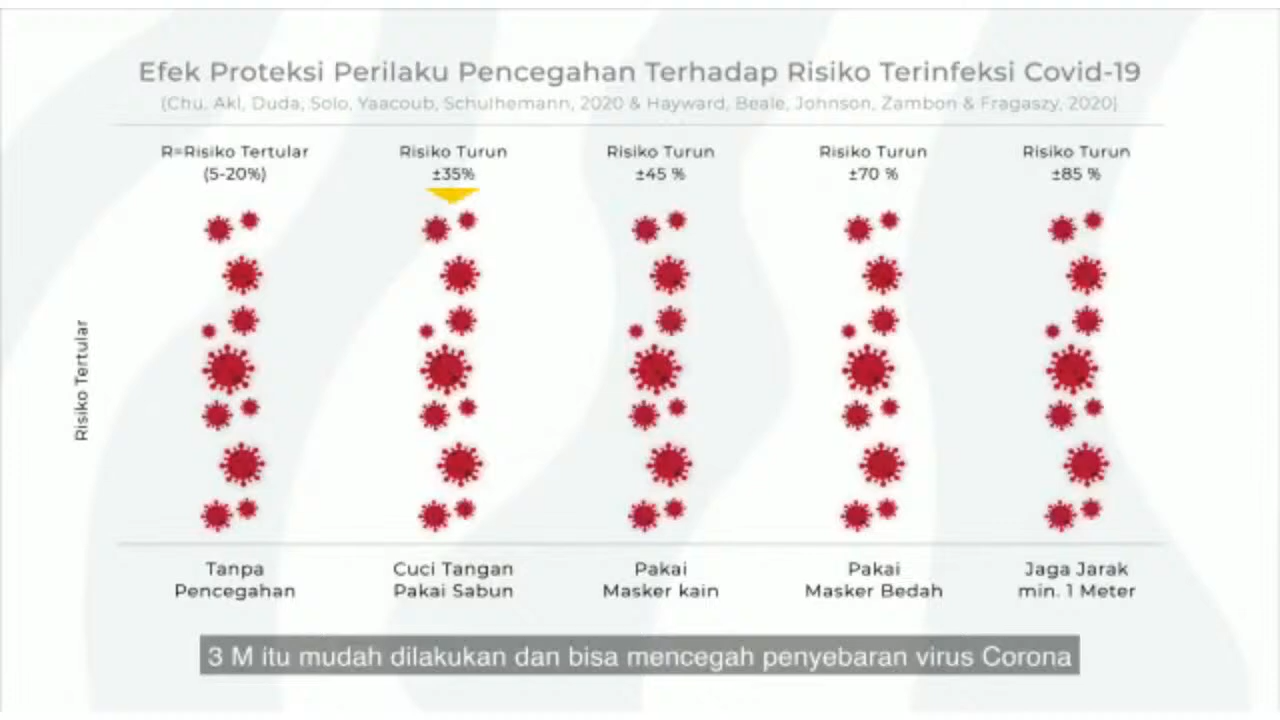 Efek Proteksi Perilaku Pencegahan Terhadap Risiko Terinfeksi Covid-19
(Chu, Akl, Duda, Solo, Yaacoub, Schulhemann, 2020 & Hayward, Beale, Johnson, Zambon & Fragaszy, 2020)
R=Risiko Tertular
(5-20%)
Risiko Turun
±35%
Risiko Turun
±45 %
Risiko Turun
±70 %
Risiko Turun
±85 %
Risiko Tertular
Tanpa
Pencegahan
Cuci Tangan
Pakai Sabun
Pakai
Masker kain
Pakai
Masker Bedah
Jaga Jarak
min. 1 Meter
3 M itu mudah dilakukan dan bisa mencegah penyebaran virus Corona